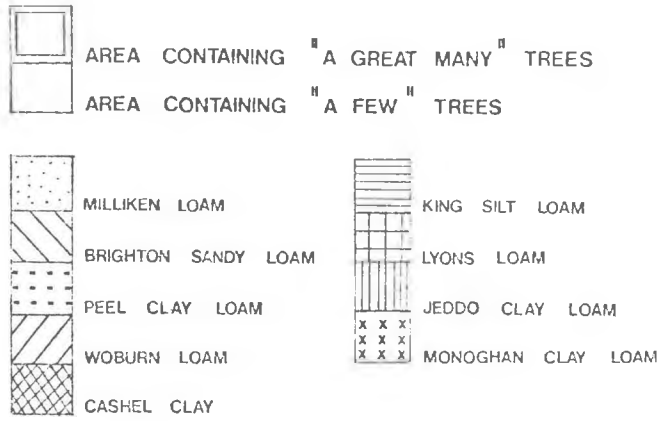 AREA CONTAINING "A GREAT MANY" TREES
AREA CONTAINING "A FEW" TREES
MILLIKEN LOAM
BRIGHTON SANDY LOAM
PEEL CLAY LOAM
WOBURN LOAM
CASHEL CLAY
KING SILT LOAM
LYONS LOAM
JEDDO CLAY LOAM
MONOGHAN CLAY LOAM